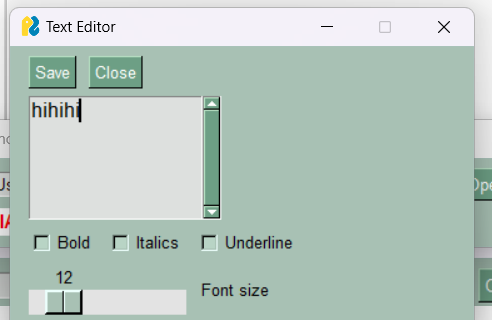 Text Editor
Save Close
hihihi
Bold Italics Underline
12
Font size